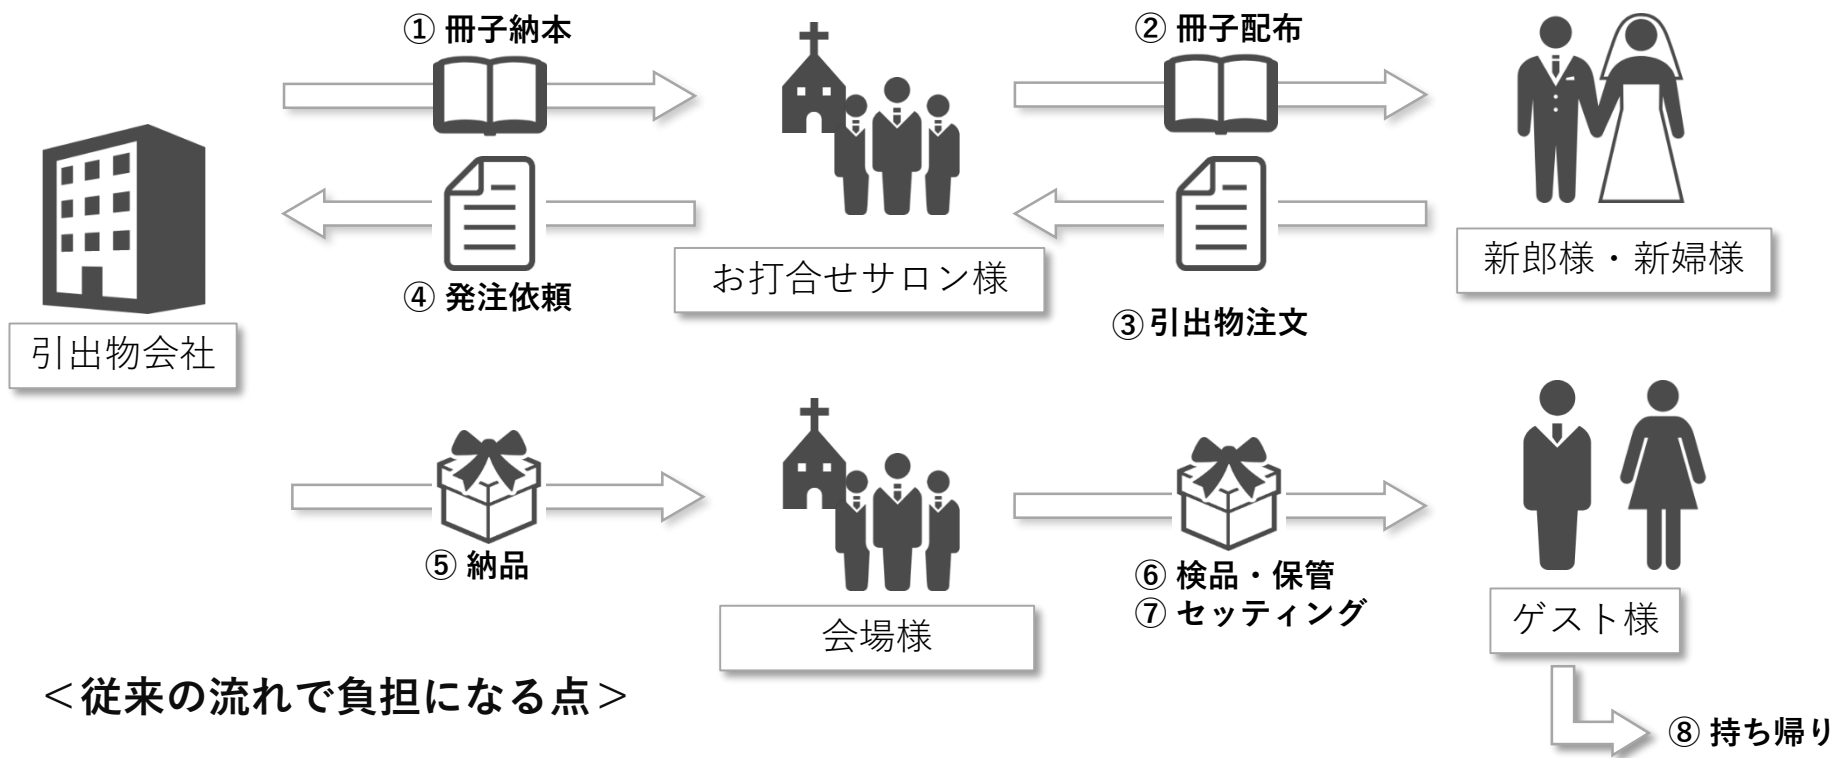 ① 冊子納本
② 冊子配布
④ 発注依頼
お打合せサロン様
新郎様・新婦様
③ 引出物注文
引出物会社
⑤ 納品
⑥ 検品・保管
⑦ セッティング
会場様
ゲスト様
＜従来の流れで負担になる点＞
⑧ 持ち帰り